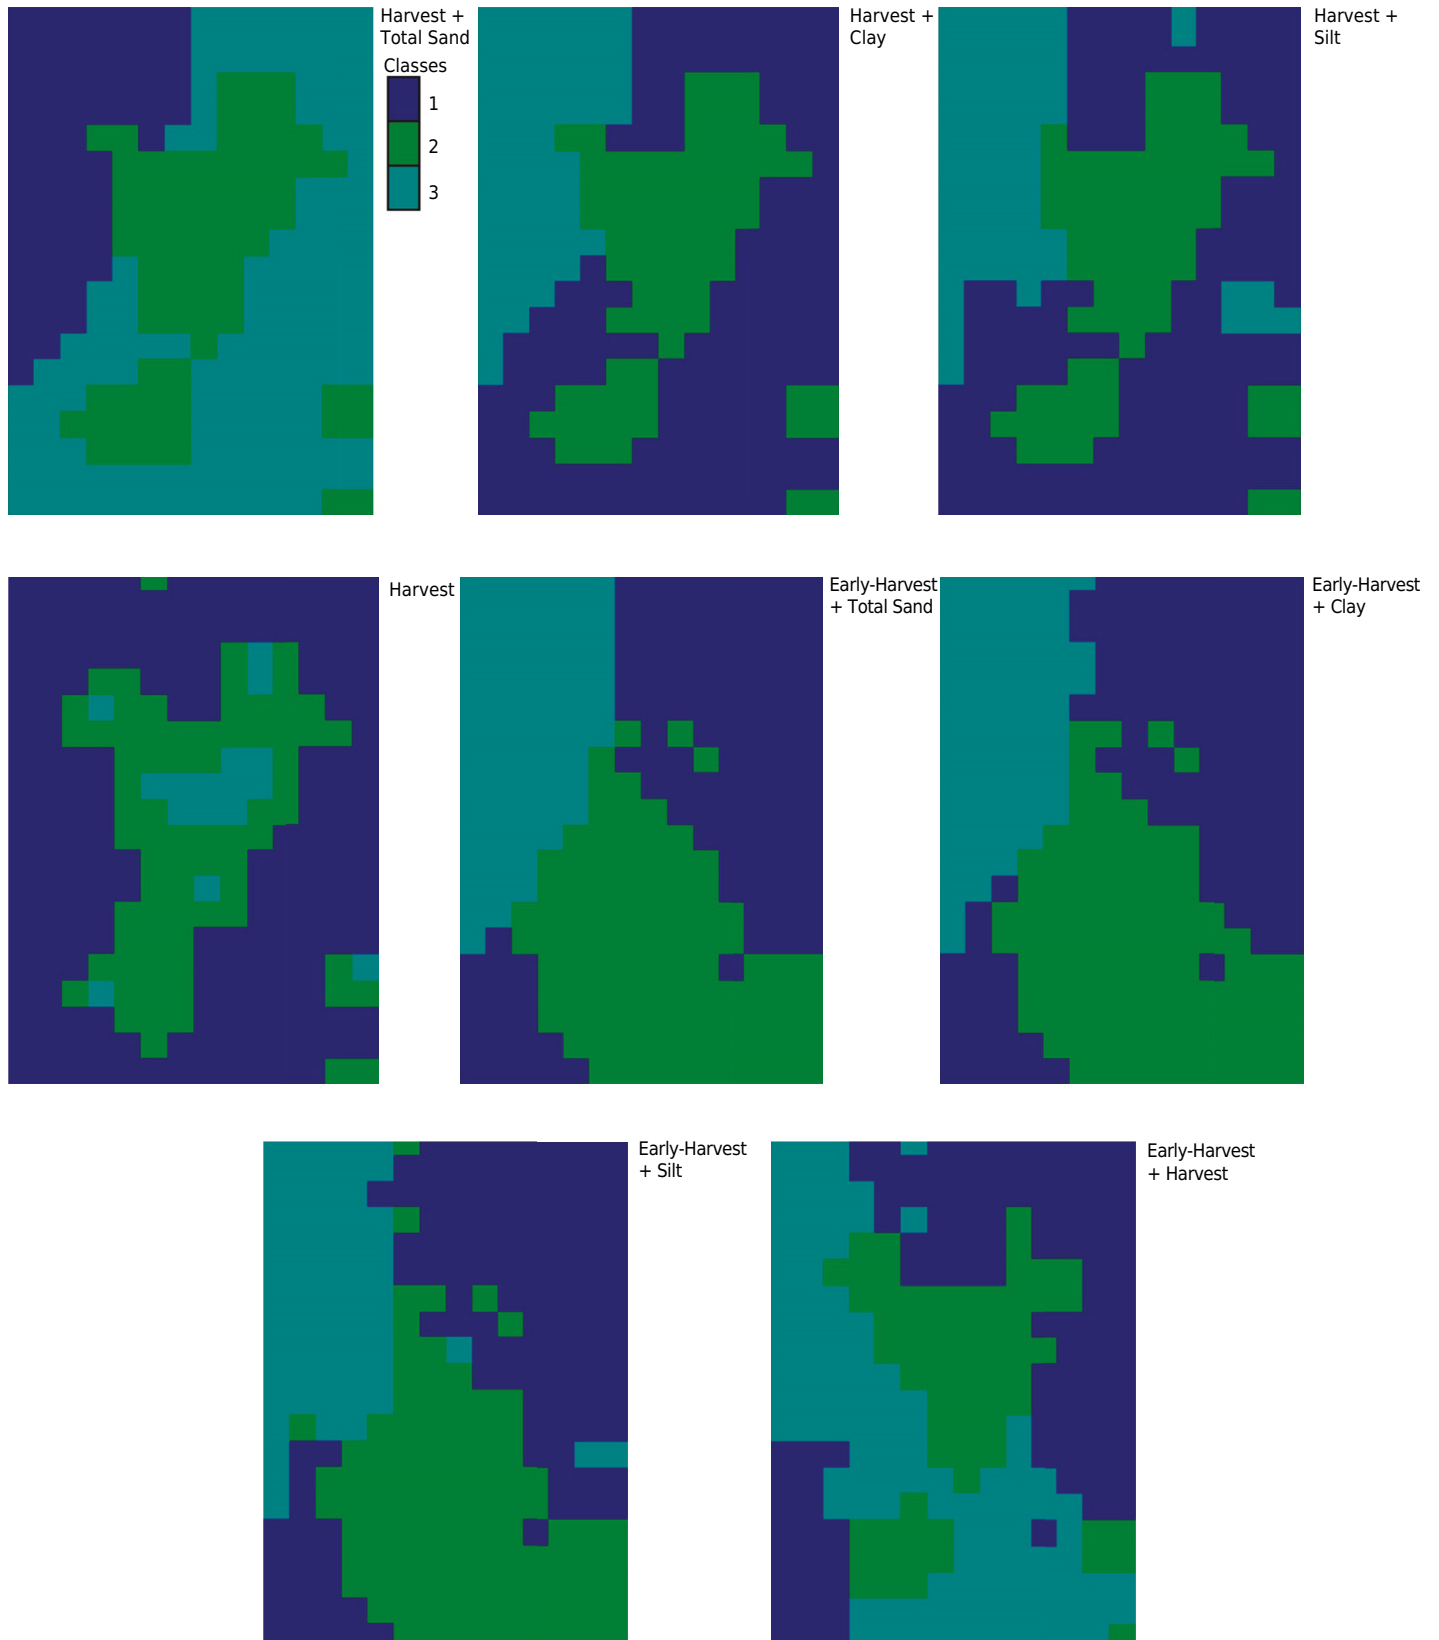 Harvest +
Total Sand
Classes
1
2
3
Harvest +
Clay
Harvest +
Silt
Harvest
Early-Harvest
+ Total Sand
Early-Harvest
+ Clay
Early-Harvest
+ Silt
Early-Harvest
+ Harvest